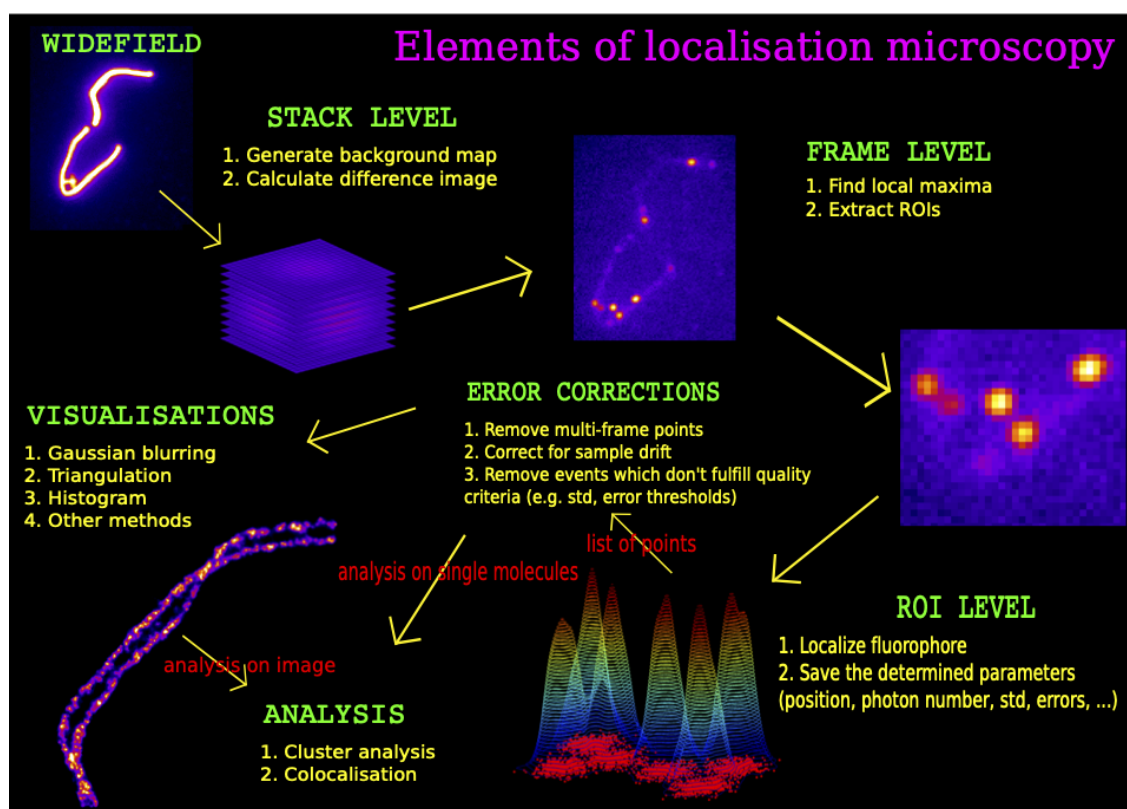 Elements of localisation microscopy
WIDEFIELD
STACK LEVEL
1. Generate background map
2. Calculate difference image
FRAME LEVEL
1. Find local maxima
2. Extract ROIs
ROI LEVEL
1. Localize fluorophore
2. Save the determined parameters
(position, photon number, std, errors, ...)
list of points
ERROR CORRECTIONS
1. Remove multi-frame points
2. Correct for sample drift
3. Remove events which don't fulfill quality
criteria (e.g. std, error thresholds)
VISUALISATIONS
1. Gaussian blurring
2. Triangulation
3. Histogram
4. Other methods
analysis on single molecules
analysis on image
ANALYSIS
1. Cluster analysis
2. Colocalisation